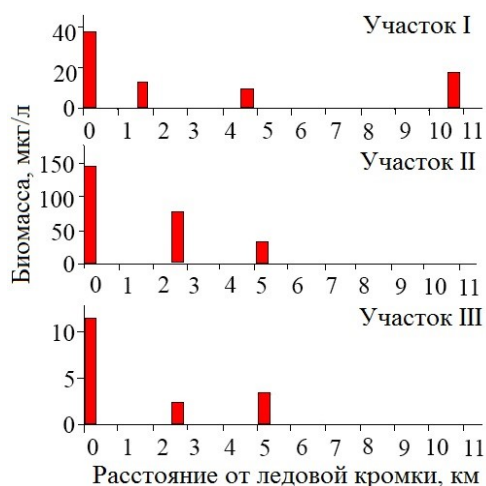 Участок I
40
20
0
0 1 2 3 4 5 6 7 8 9 10 11
Участок II
150
100
50
0
0 1 2 3 4 5 6 7 8 9 10 11
Участок III
10
5
0
0 1 2 3 4 5 6 7 8 9 10 11
Биомасса, мкг/л
Расстояние от ледовой кромки, км